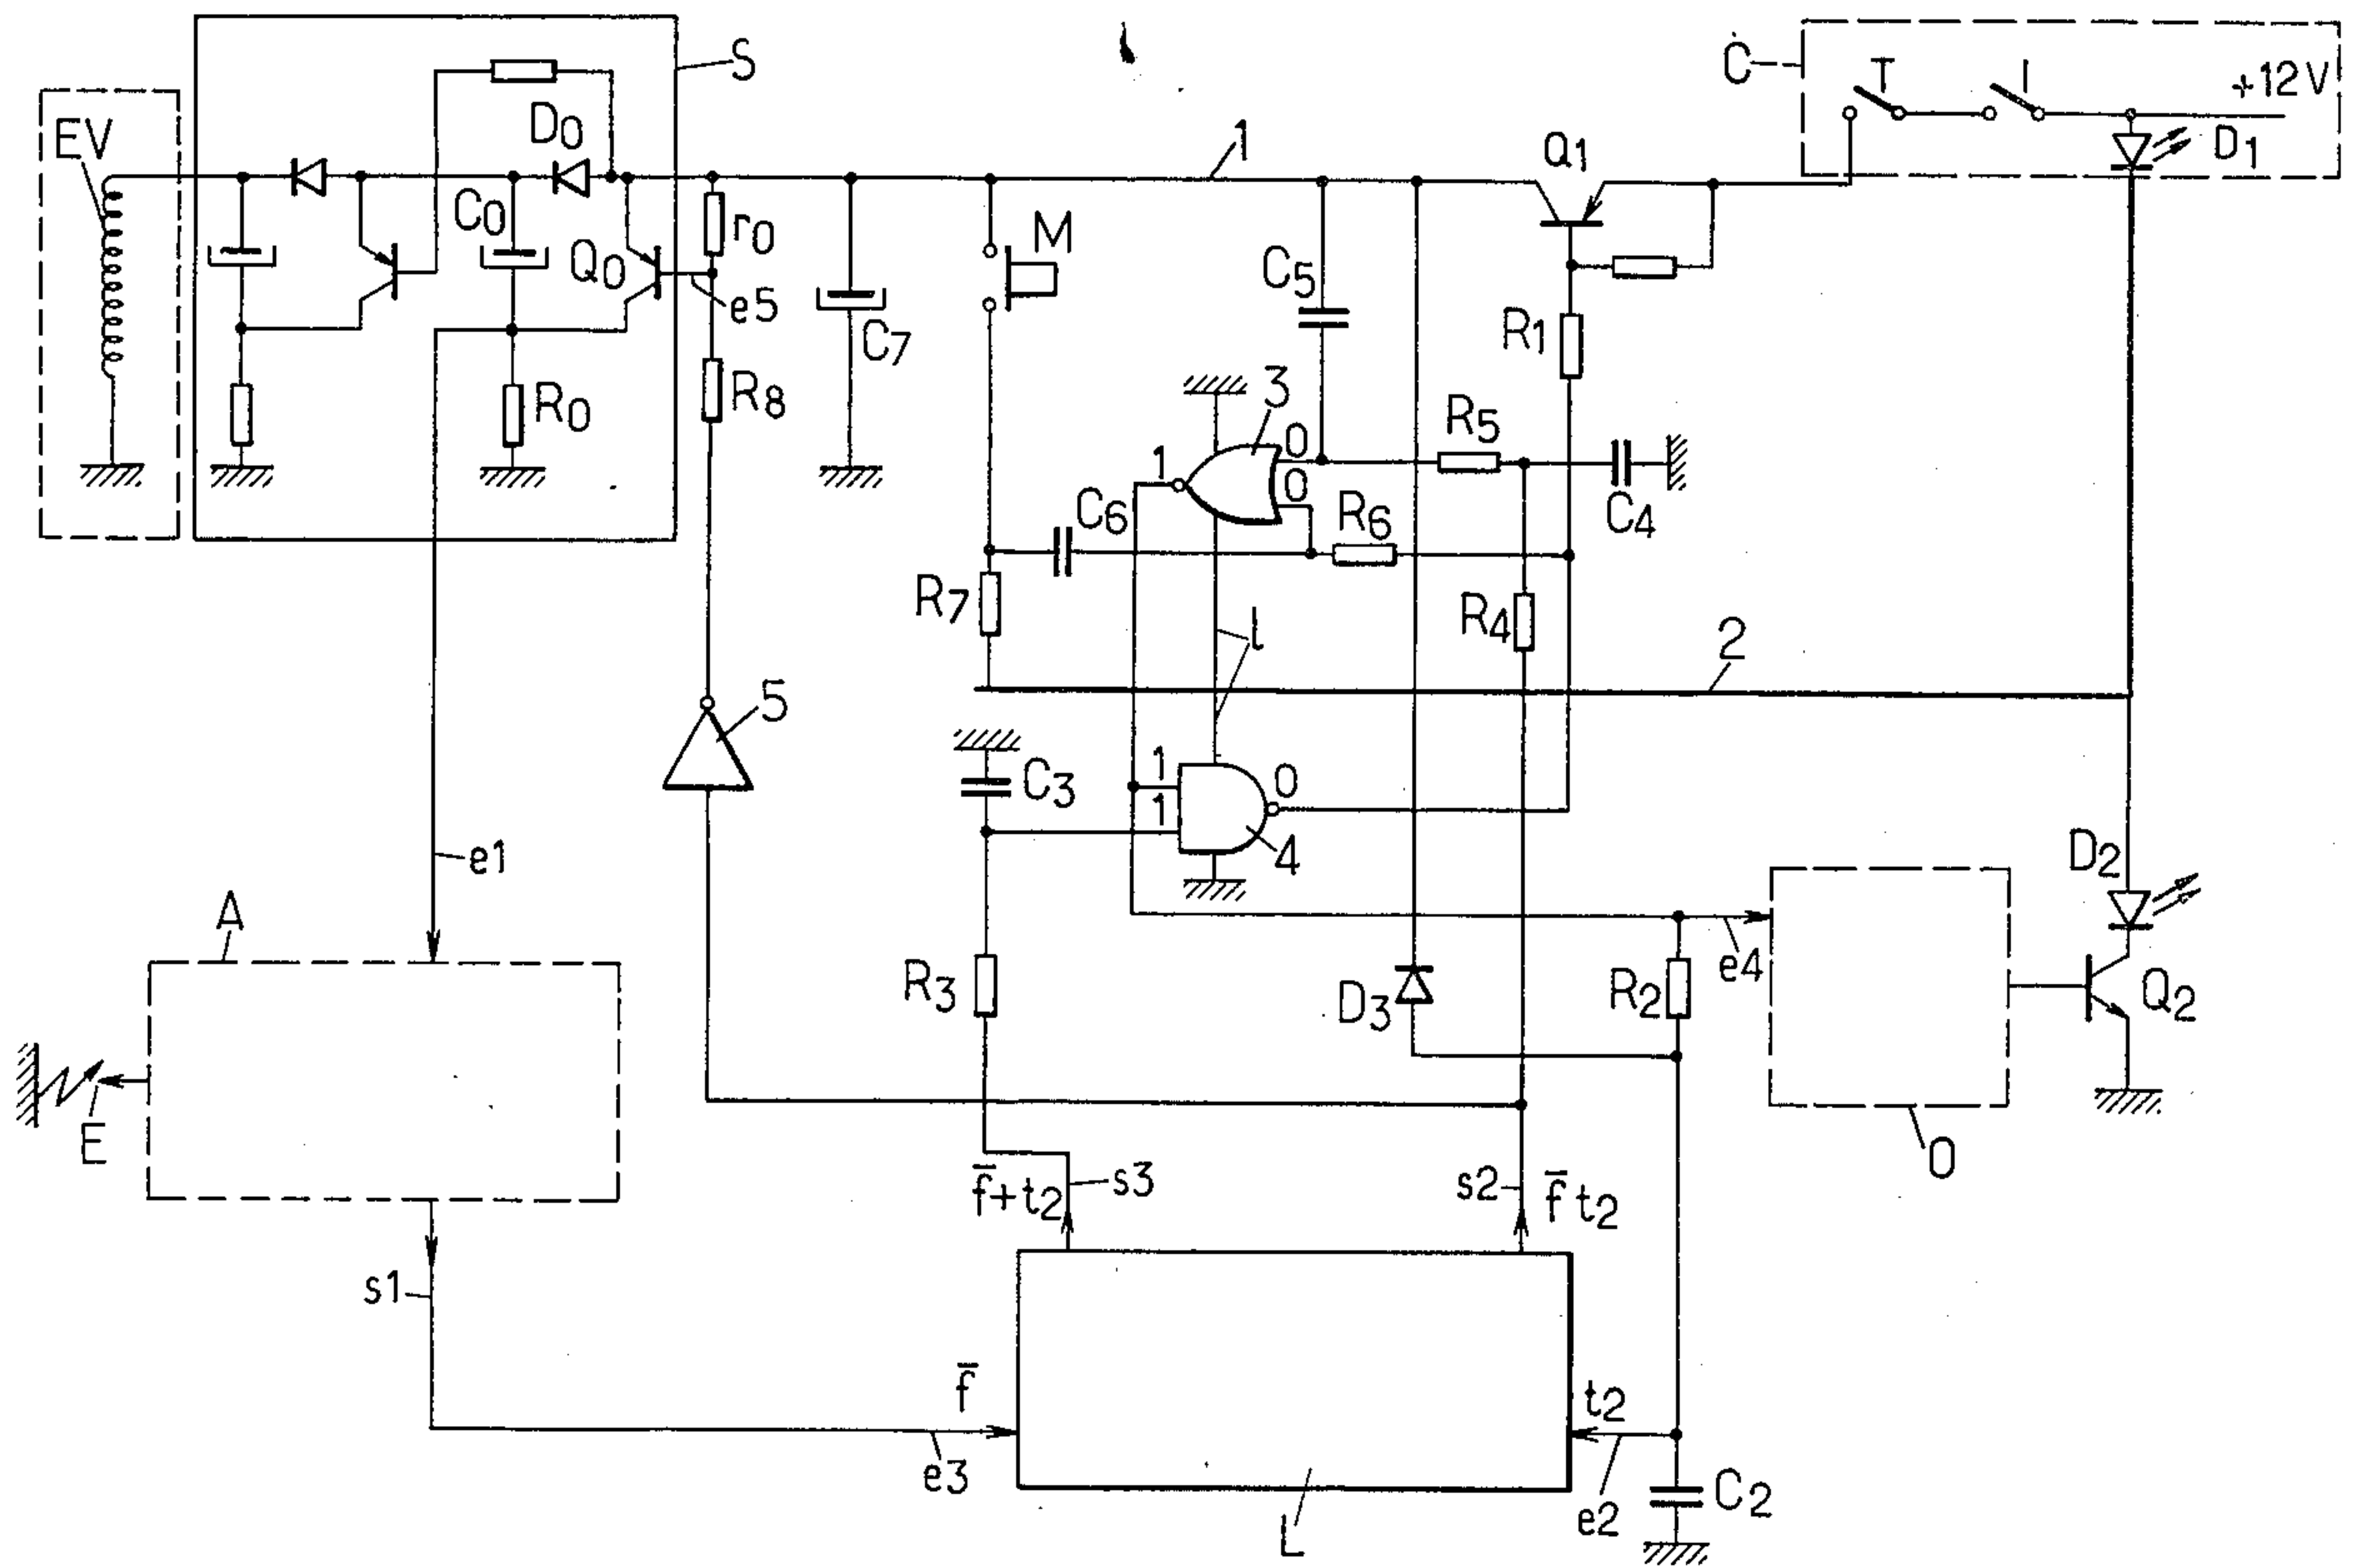 S
C
T
I
+12V
D1
EV
D0
1
Q1
C0
Q0
r0
M
C5
e5
C7
R1
R0
R8
3
1
0
0
R5
C6
R6
C4
R7
R4
l
2
5
C3
1
1
0
4
e1
D2
A
R3
D3
R2
e4
Q2
E
O
f̄+t2
s3
s2
f̄ t2
s1
f̄
t2
e3
e2
C2
L